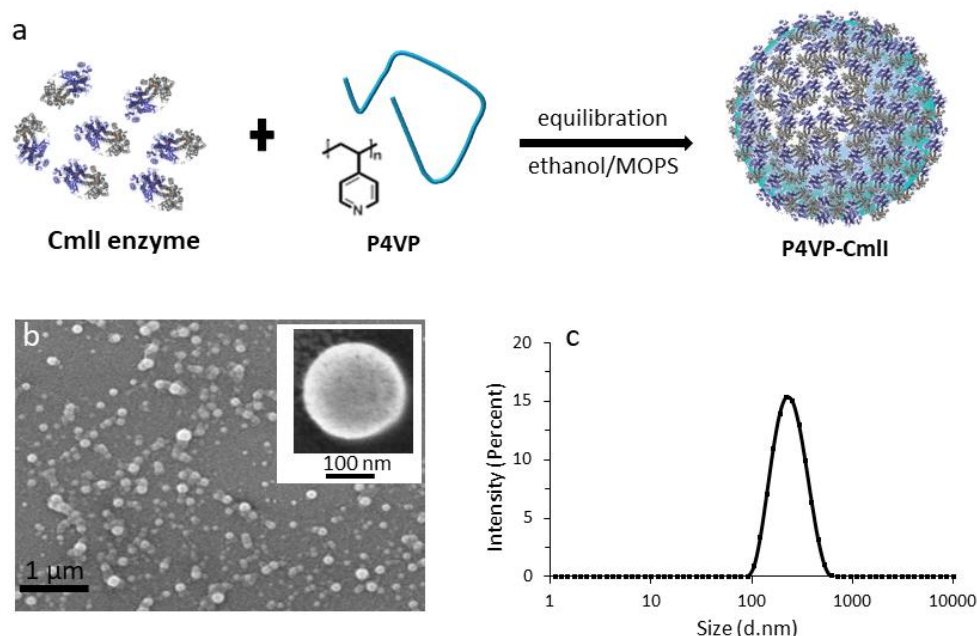 a
CmlI enzyme
+
n
N
P4VP
equilibration
ethanol/MOPS
P4VP-CmlI
b
1 µm
100 nm
c
Intensity (Percent)
20
15
10
5
0
1 10 100 1000 10000
Size (d.nm)